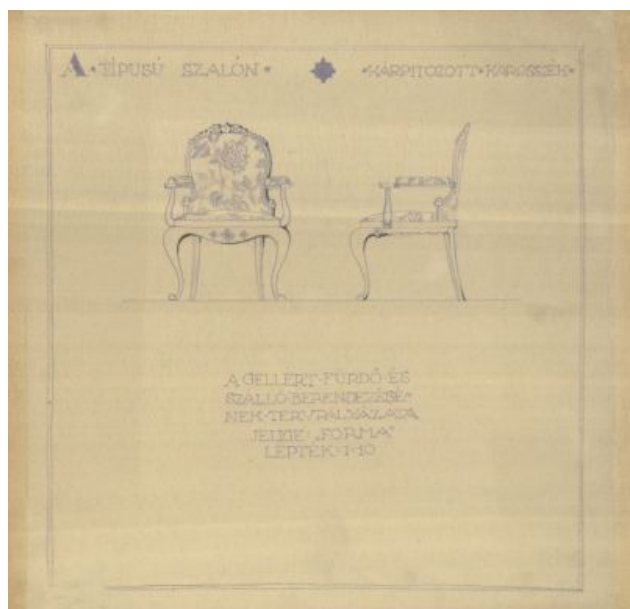 A • TÍPUSÚ SZALÓN • • KÁRPITOZOTT • KAROSSZÉK •
A GELLÉRT • FÜRDŐ • ÉS
SZÁLLÓ • BERENDEZÉSÉ-
NEK • TERVPÁLYÁZATA
JELIGE : „FORMA”
LÉPTÉK • 1 : 10